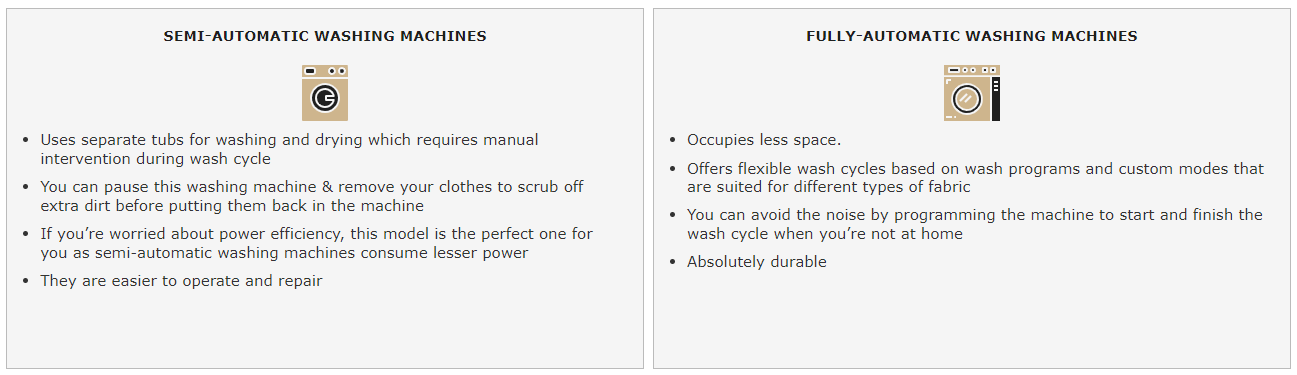 SEMI-AUTOMATIC WASHING MACHINES
• Uses separate tubs for washing and drying which requires manual
intervention during wash cycle
• You can pause this washing machine & remove your clothes to scrub off
extra dirt before putting them back in the machine
• If you’re worried about power efficiency, this model is the perfect one for
you as semi-automatic washing machines consume lesser power
• They are easier to operate and repair
FULLY-AUTOMATIC WASHING MACHINES
• Occupies less space.
• Offers flexible wash cycles based on wash programs and custom modes that
are suited for different types of fabric
• You can avoid the noise by programming the machine to start and finish the
wash cycle when you’re not at home
• Absolutely durable